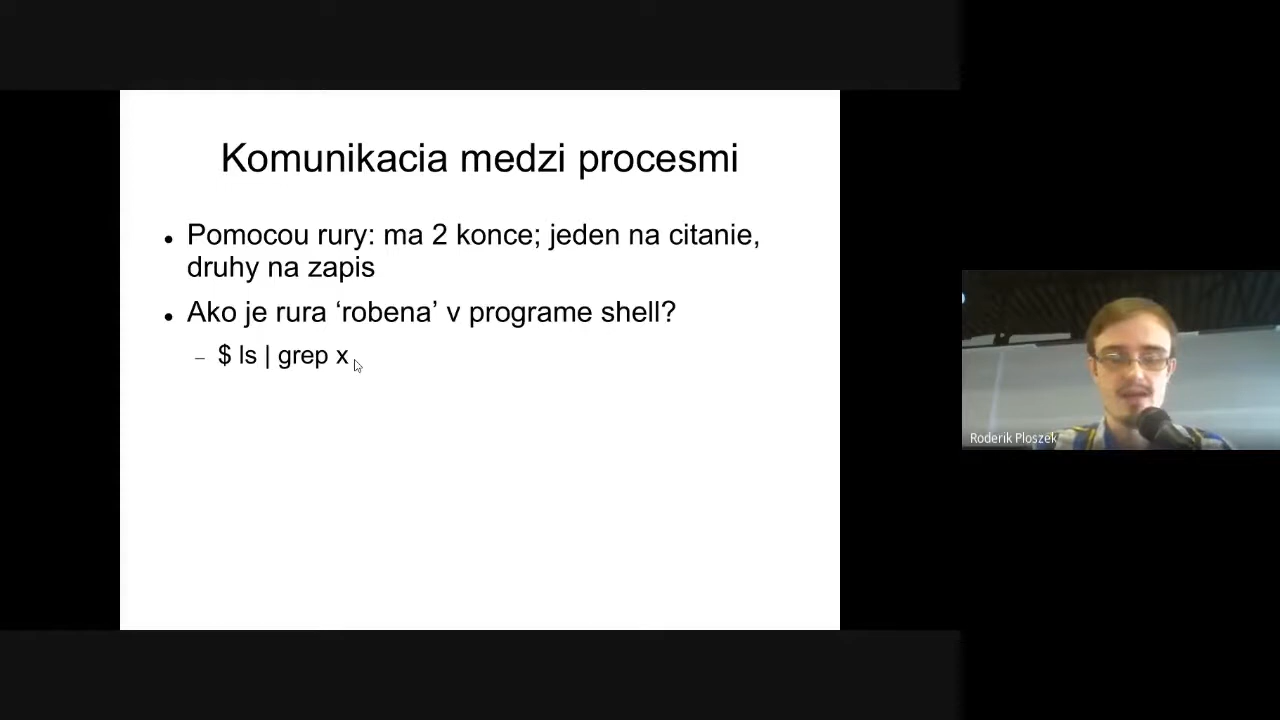 Komunikacia medzi procesmi
Pomocou rury: ma 2 konce; jeden na citanie,
druhy na zapis
Ako je rura ‘robena’ v programe shell?
– $ ls | grep x
Roderik Ploszek